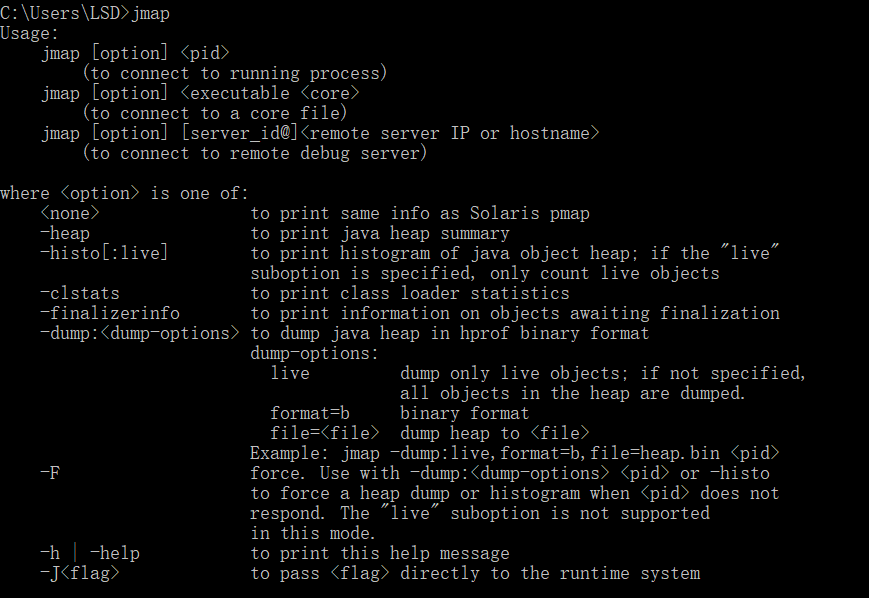 C:\Users\LSD>jmap
Usage:
    jmap [option] <pid>
        (to connect to running process)
    jmap [option] <executable <core>
        (to connect to a core file)
    jmap [option] [server_id@]<remote server IP or hostname>
        (to connect to remote debug server)

where <option> is one of:
    <none>               to print same info as Solaris pmap
    -heap                to print java heap summary
    -histo[:live]        to print histogram of java object heap; if the "live"
                         suboption is specified, only count live objects
    -clstats             to print class loader statistics
    -finalizerinfo       to print information on objects awaiting finalization
    -dump:<dump-options> to dump java heap in hprof binary format
                         dump-options:
                           live         dump only live objects; if not specified,
                                        all objects in the heap are dumped.
                           format=b     binary format
                           file=<file>  dump heap to <file>
                         Example: jmap -dump:live,format=b,file=heap.bin <pid>
    -F                   force. Use with -dump:<dump-options> <pid> or -histo
                         to force a heap dump or histogram when <pid> does not
                         respond. The "live" suboption is not supported
                         in this mode.
    -h | -help           to print this help message
    -J<flag>             to pass <flag> directly to the runtime system